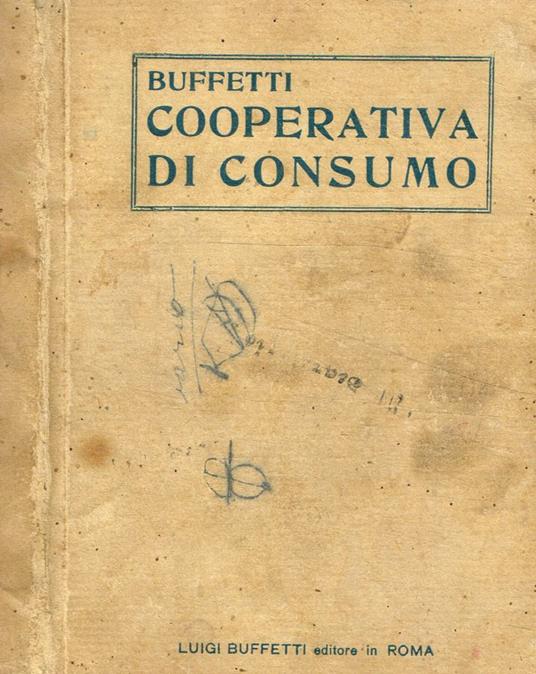 BUFFETTI
COOPERATIVA
DI CONSUMO
LUIGI BUFFETTI editore in ROMA